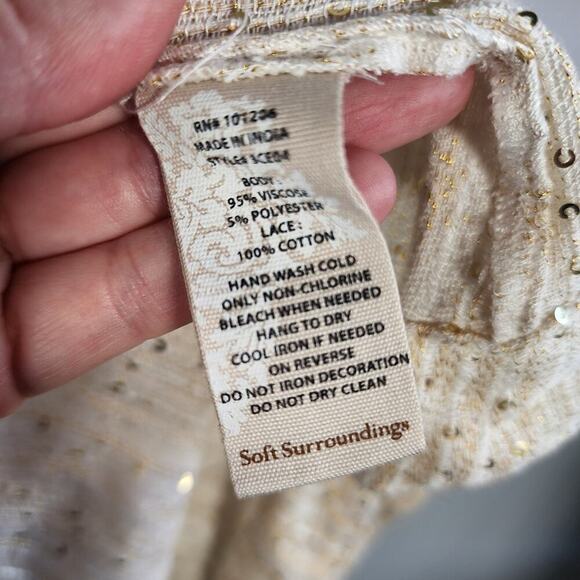 RN# 101206
MADE IN INDIA
STYLE# 3CE04
BODY:
95% VISCOSE
5% POLYESTER
LACE:
100% COTTON
HAND WASH COLD
ONLY NON-CHLORINE
BLEACH WHEN NEEDED
HANG TO DRY
COOL IRON IF NEEDED
ON REVERSE
DO NOT IRON DECORATION
DO NOT DRY CLEAN
Soft Surroundings